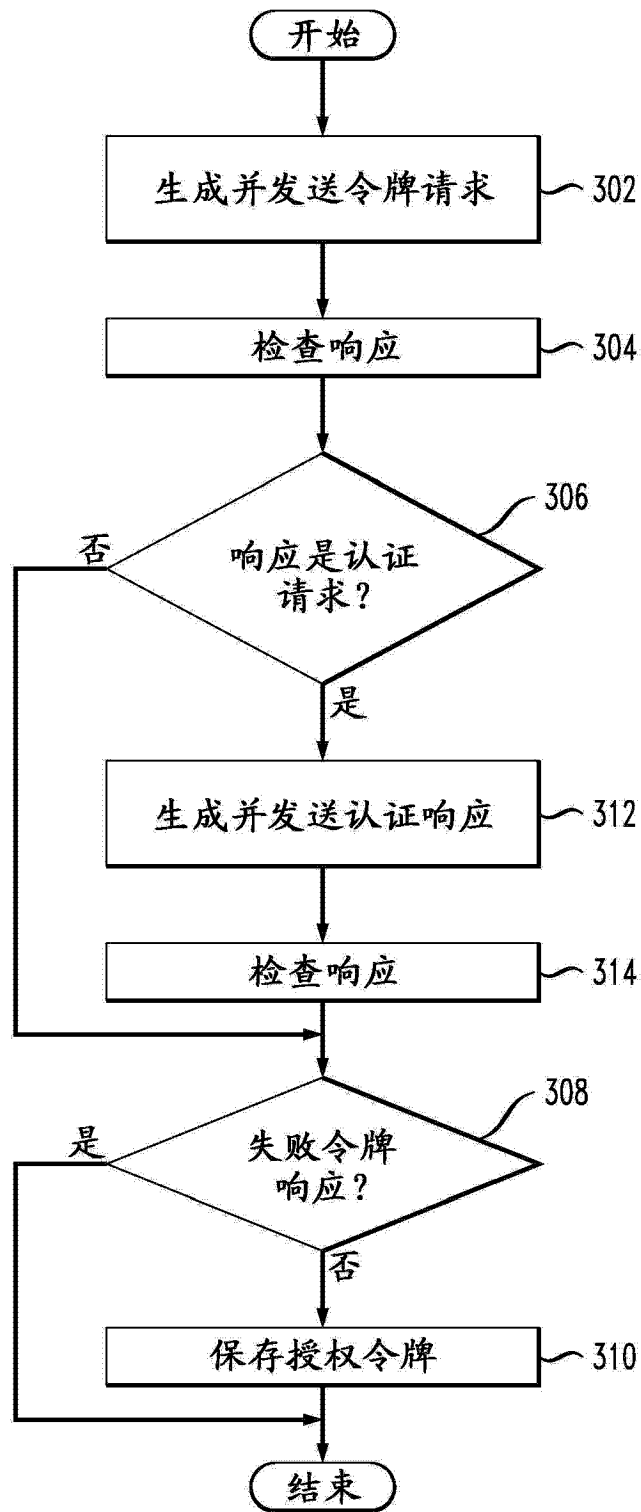 开始
生成并发送令牌请求
302
检查响应
304
306
响应是认证
请求？
否
是
生成并发送认证响应
312
检查响应
314
308
失败令牌
响应？
是
否
保存授权令牌
310
结束